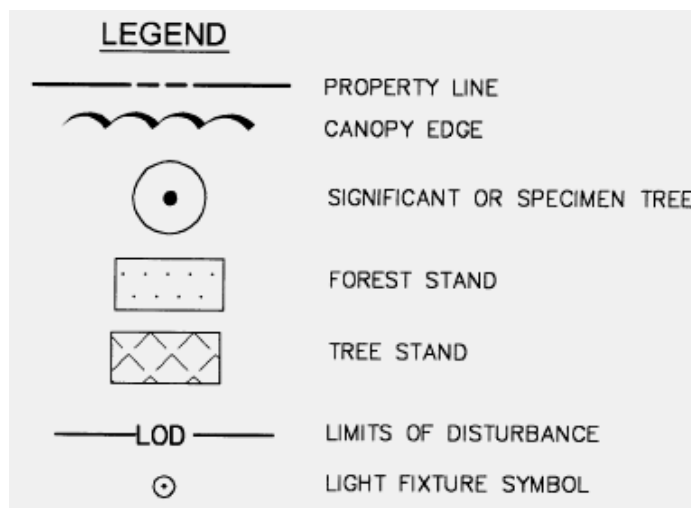 LEGEND
PROPERTY LINE
CANOPY EDGE
SIGNIFICANT OR SPECIMEN TREE
FOREST STAND
TREE STAND
LOD LIMITS OF DISTURBANCE
LIGHT FIXTURE SYMBOL